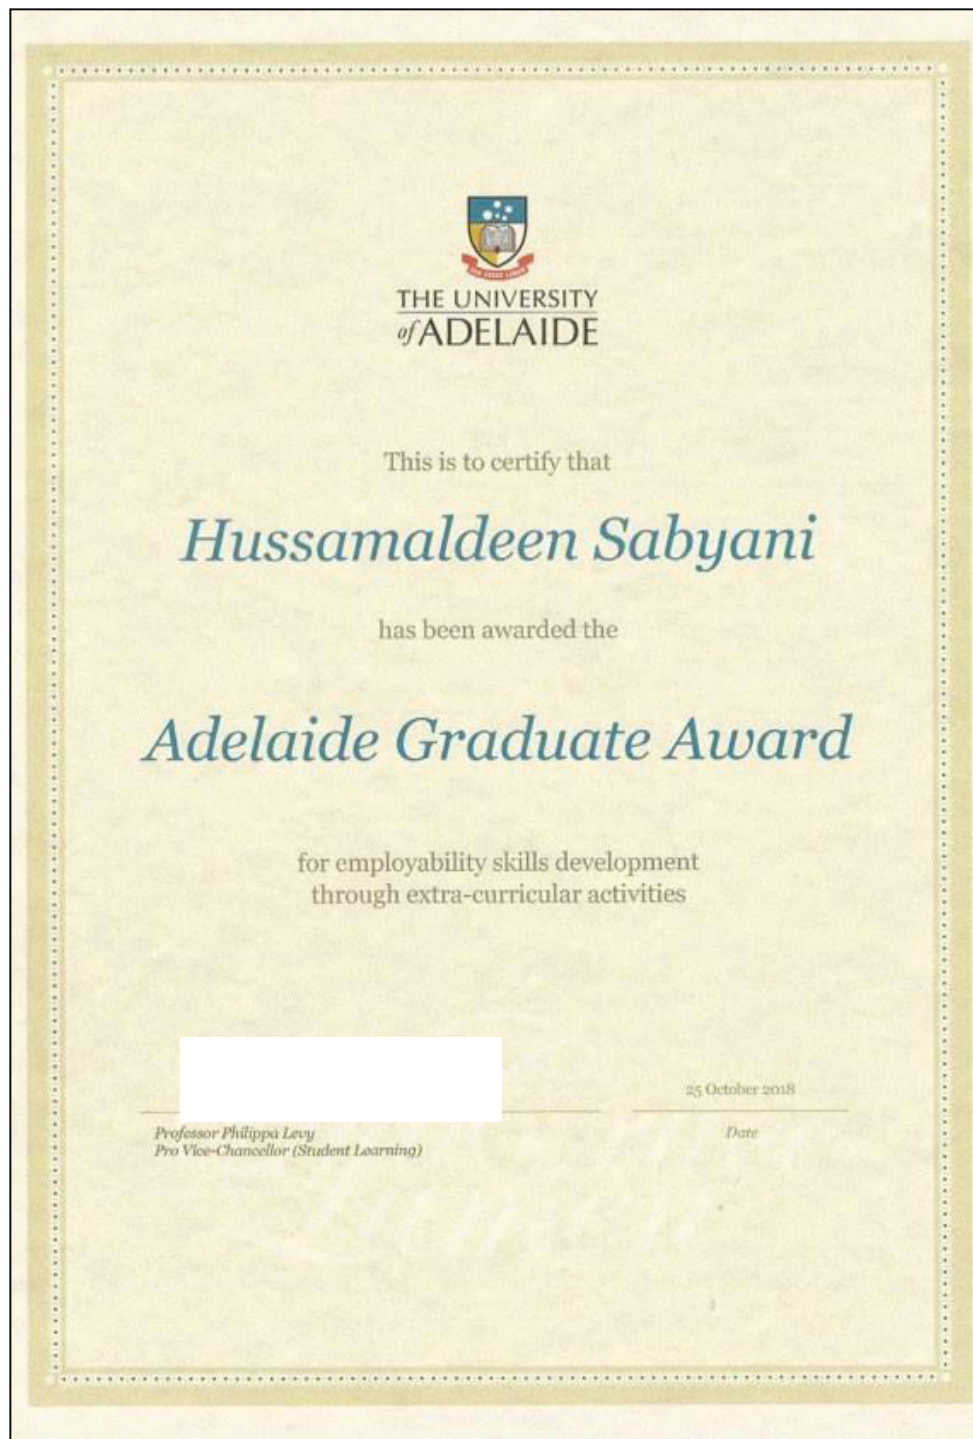 THE UNIVERSITY
of ADELAIDE
This is to certify that
Hussamaldeen Sabyani
has been awarded the
Adelaide Graduate Award
for employability skills development
through extra-curricular activities
25 October 2018
Professor Philippa Levy
Pro Vice-Chancellor (Student Learning)
Date
Lumen